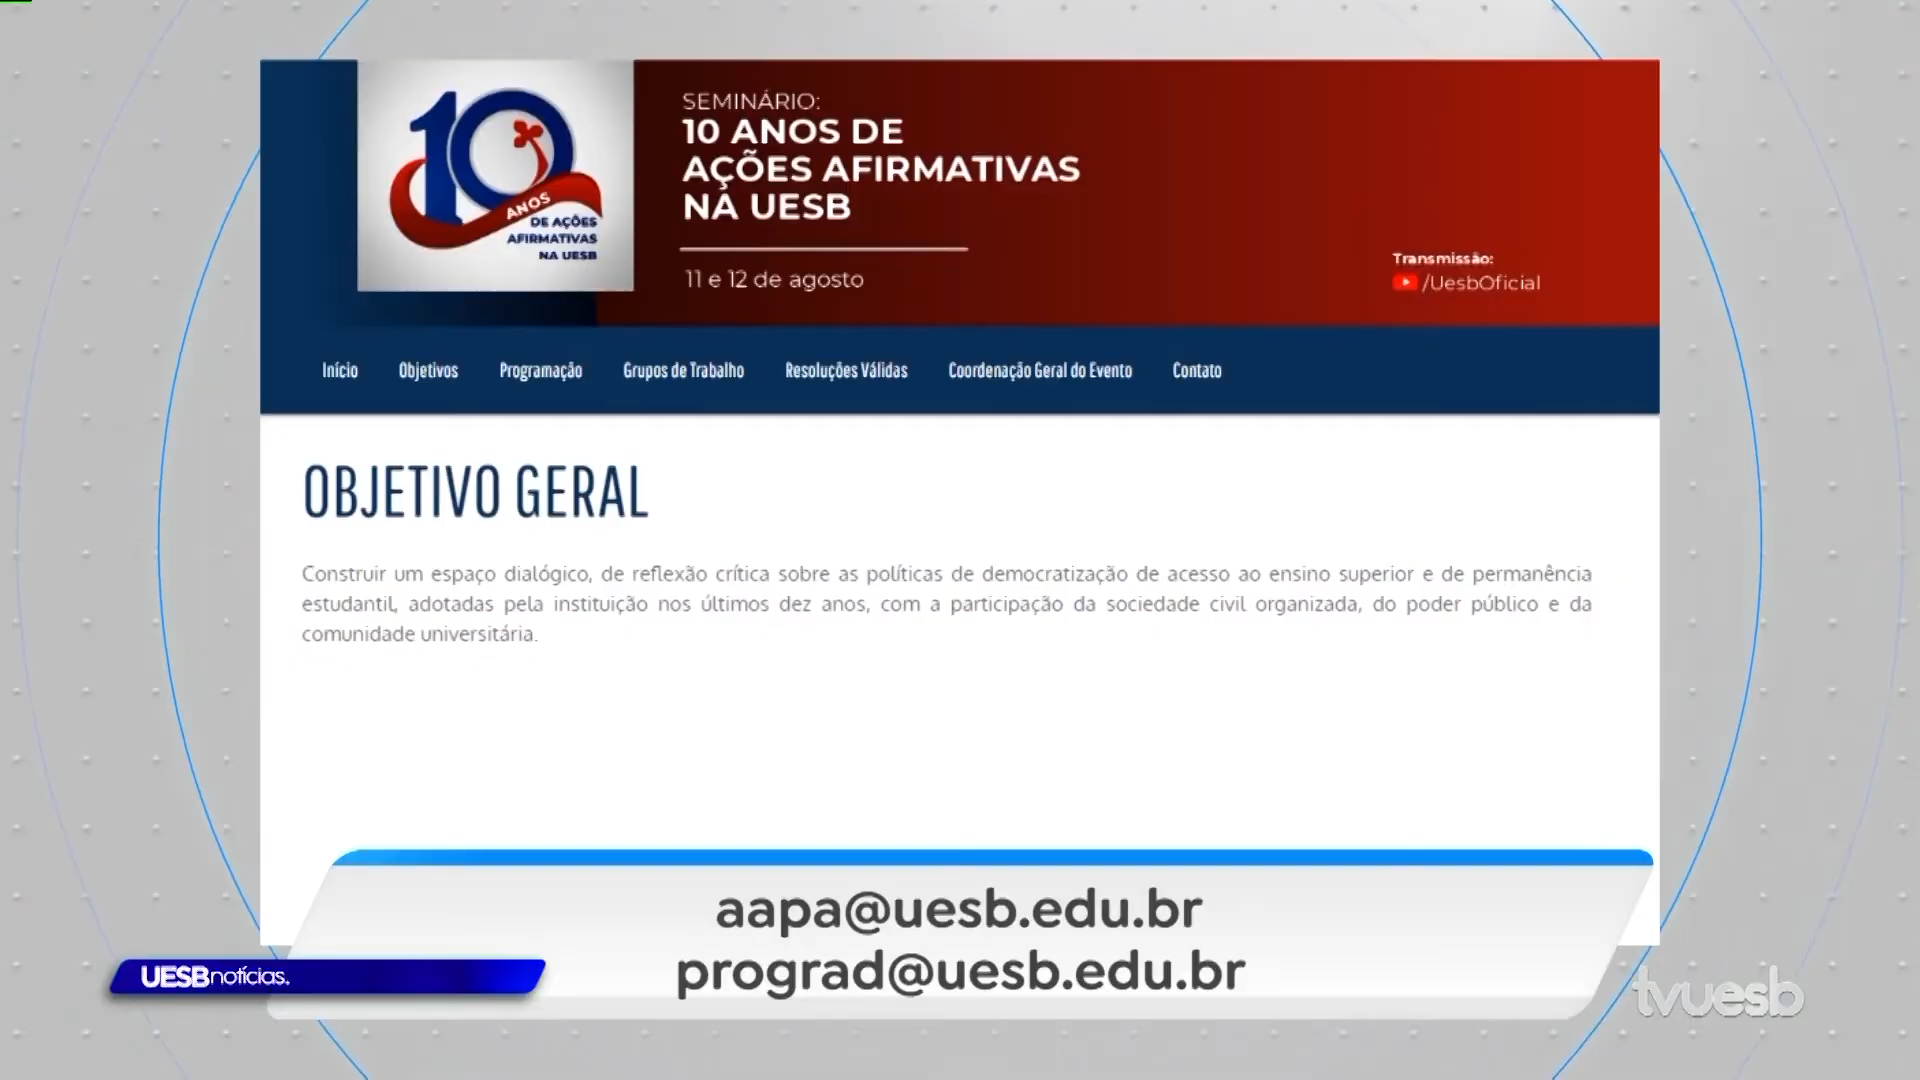 10
ANOS
DE AÇÕES
AFIRMATIVAS
NA UESB
SEMINÁRIO:
10 ANOS DE
AÇÕES AFIRMATIVAS
NA UESB
11 e 12 de agosto
Transmissão:
/UesbOficial
Início Objetivos Programação Grupos de Trabalho Resoluções Válidas Coordenação Geral do Evento Contato
OBJETIVO GERAL
Construir um espaço dialógico, de reflexão crítica sobre as políticas de democratização de acesso ao ensino superior e de permanência
estudantil, adotadas pela instituição nos últimos dez anos, com a participação da sociedade civil organizada, do poder público e da
comunidade universitária.
aapa@uesb.edu.br
prograd@uesb.edu.br
UESBnotícias.
tvuesb